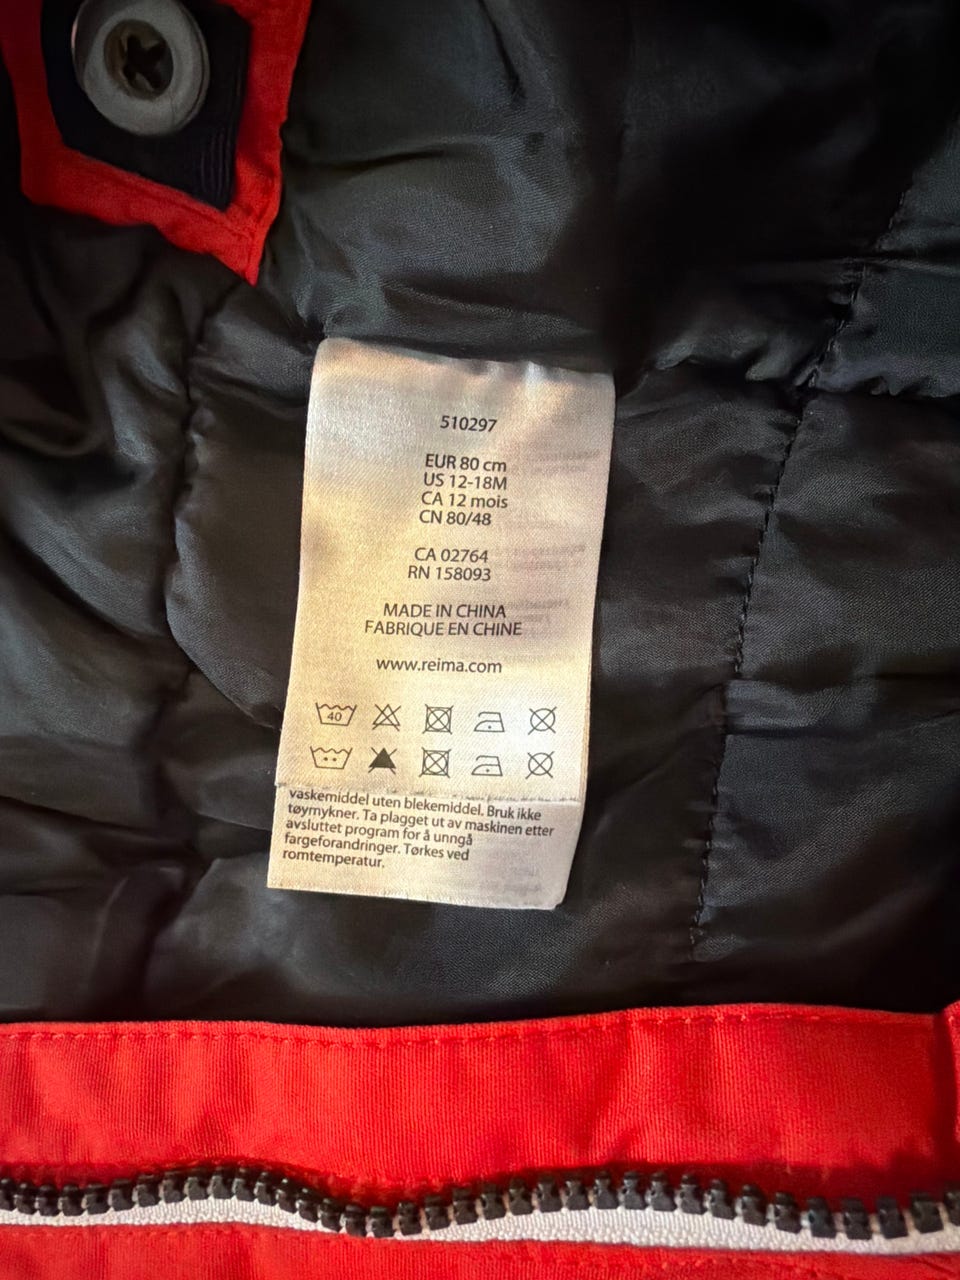 510297
EUR 80 cm
US 12-18M
CA 12 mois
CN 80/48
CA 02764
RN 158093
MADE IN CHINA
FABRIQUE EN CHINE
www.reima.com
40
vaskemiddel uten blekemiddel. Bruk ikke
tøymykner. Ta plagget ut av maskinen etter
avsluttet program for å unngå
fargeforandringer. Tørkes ved
romtemperatur.